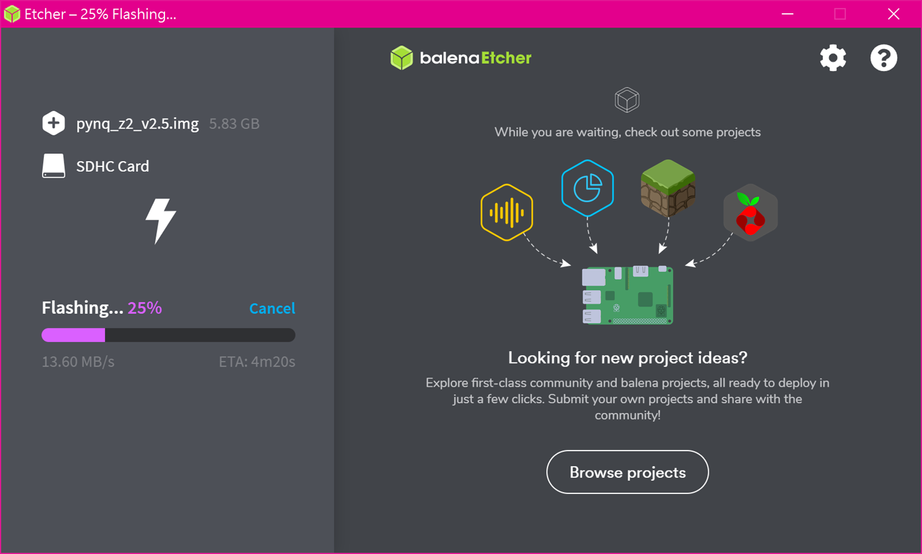 Etcher – 25% Flashing...
balenaEtcher
pynq_z2_v2.5.img 5.83 GB
SDHC Card
Flashing... 25% Cancel
13.60 MB/s ETA: 4m20s
While you are waiting, check out some projects
Looking for new project ideas?
Explore first-class community and balena projects, all ready to deploy in
just a few clicks. Submit your own projects and share with the
community!
Browse projects